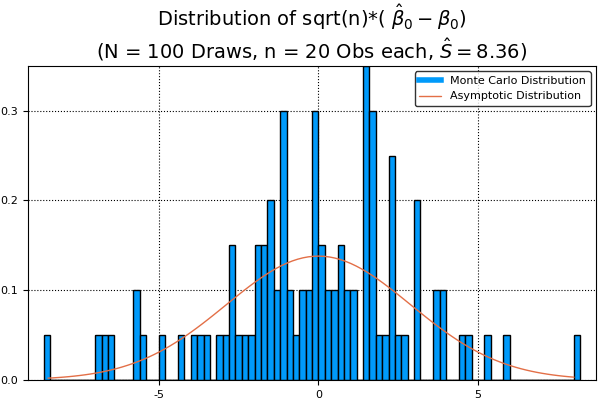 Distribution of sqrt(n)*( β̂₀ − β₀)
(N = 100 Draws, n = 20 Obs each, Ŝ = 8.36)
Monte Carlo Distribution
Asymptotic Distribution
0.3
0.2
0.1
0.0
-5 0 5